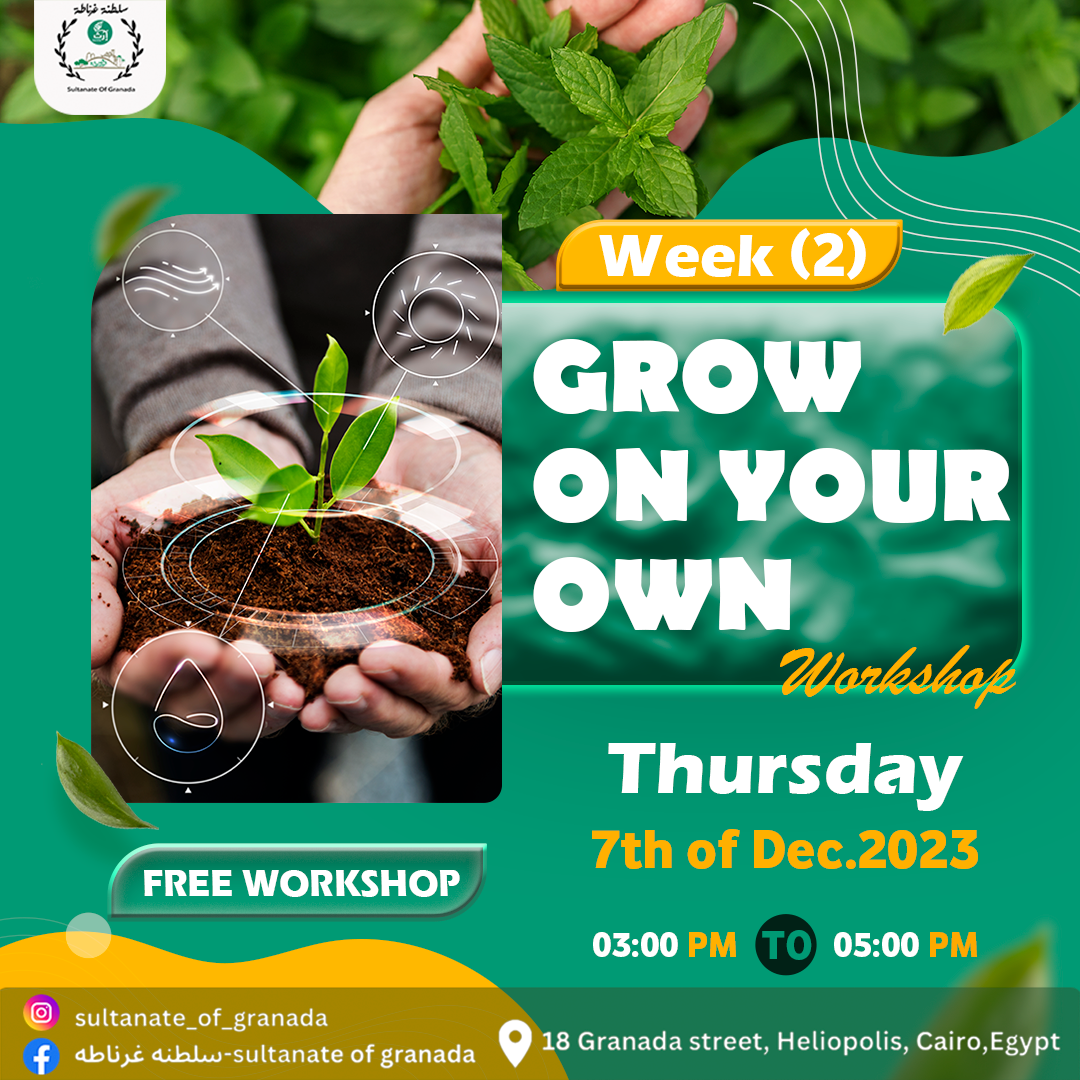 سلطنة غرناطة
إرث
Sultanate Of Granada
Week (2)
GROW
ON YOUR
OWN
Workshop
Thursday
7th of Dec.2023
FREE WORKSHOP
03:00 PM TO 05:00 PM
sultanate_of_granada
سلطنه غرناطه-sultanate of granada
18 Granada street, Heliopolis, Cairo,Egypt